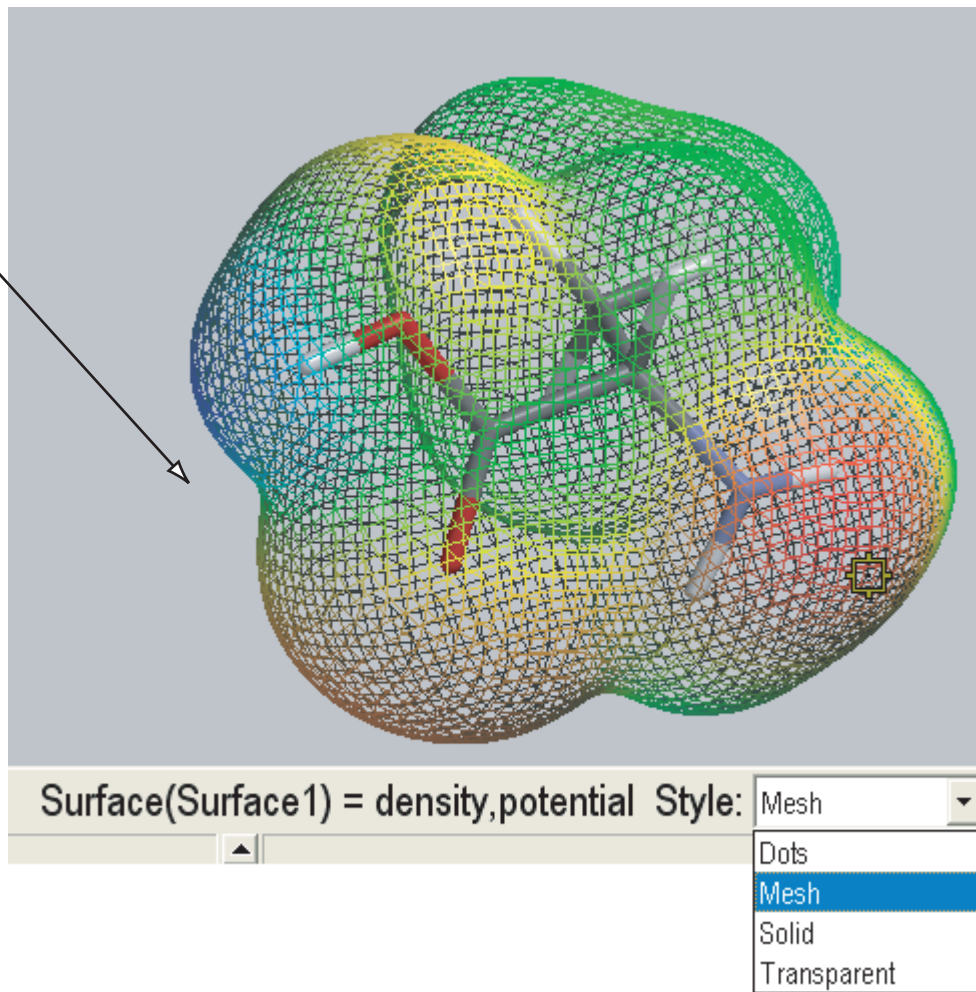 Surface(Surface1) = density,potential Style: Mesh
Dots
Mesh
Solid
Transparent